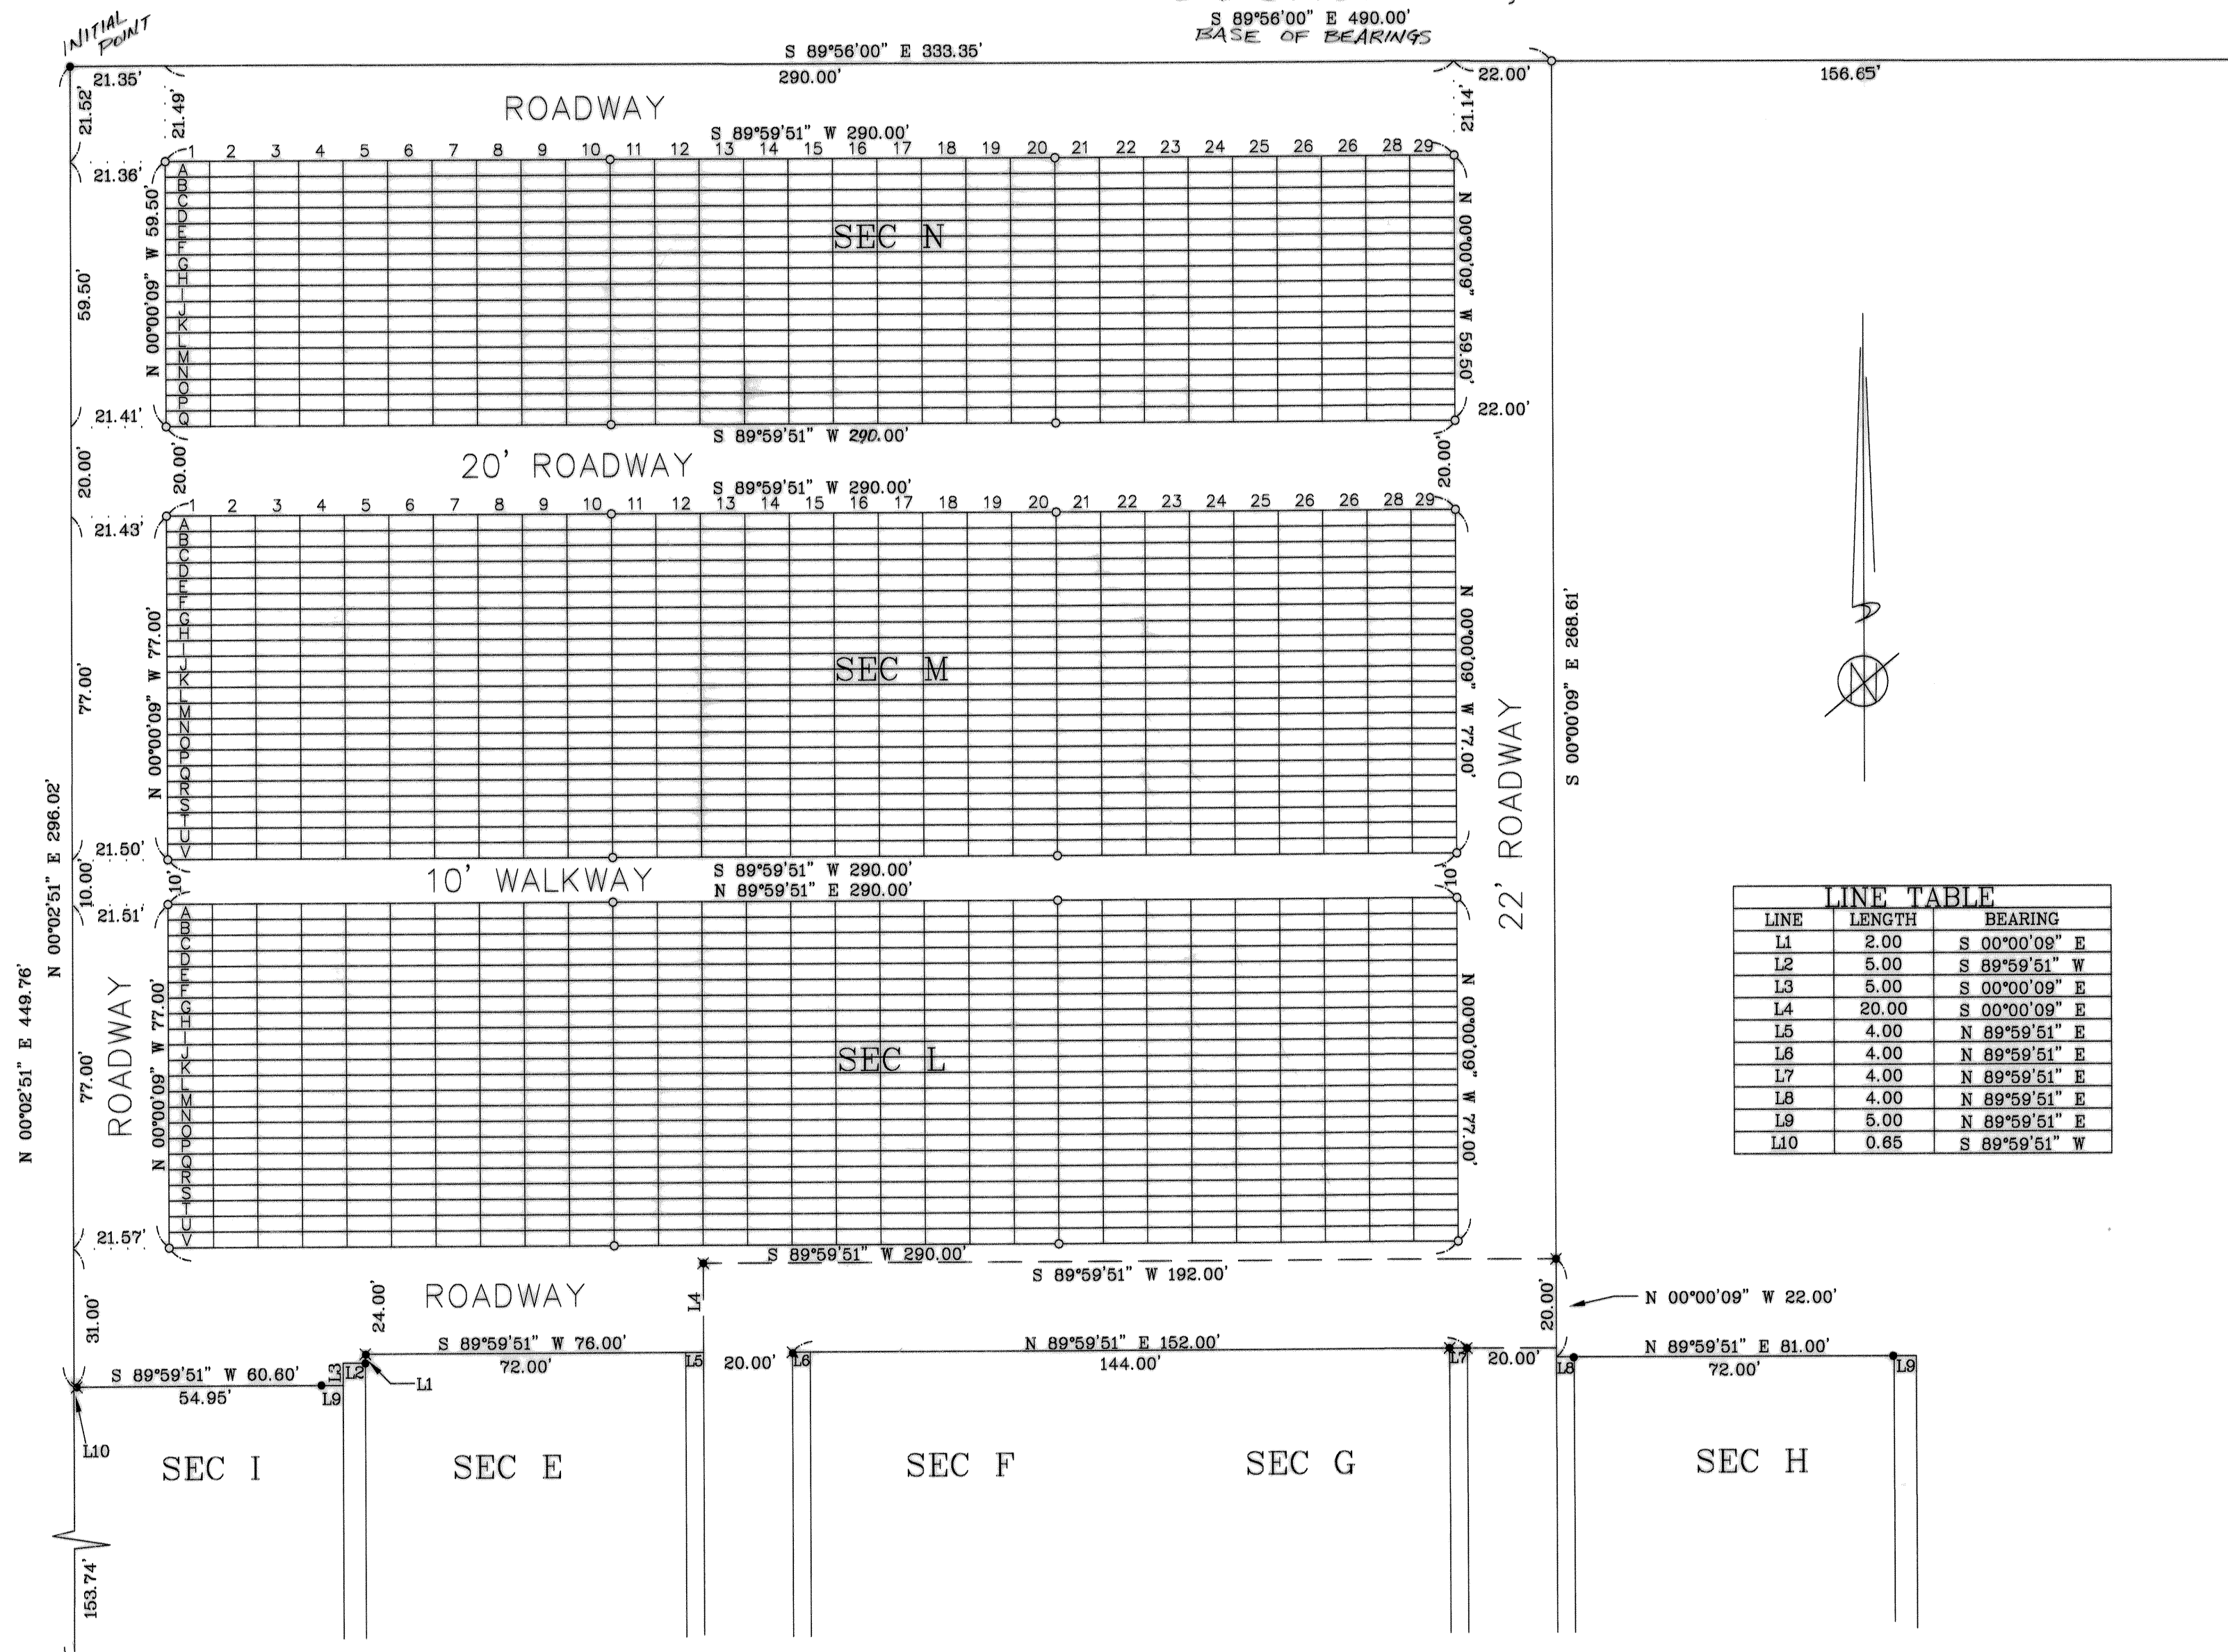 S 89°56'00" E 490.00'
BASE OF BEARINGS
INITIAL
POINT
S 89°56'00" E 333.35'
21.35'
290.00'
22.00'
156.65'
21.52'
21.49'
ROADWAY
21.14'
S 89°59'51" W 290.00'
1 2 3 4 5 6 7 8 9 10 11 12 13 14 15 16 17 18 19 20 21 22 23 24 25 26 26 28 29
21.36'
A
B
C
D
E
F
G
H
I
J
K
L
M
N
O
P
Q
N 00°00'09" W 59.50'
59.50'
SEC N
N 00°00'09" W 59.50'
21.41'
22.00'
S 89°59'51" W 290.00'
20.00'
20.00'
20' ROADWAY
20.00'
S 89°59'51" W 290.00'
1 2 3 4 5 6 7 8 9 10 11 12 13 14 15 16 17 18 19 20 21 22 23 24 25 26 26 28 29
21.43'
A
B
C
D
E
F
G
H
I
J
K
L
M
N
O
P
Q
R
S
T
U
V
N 00°00'09" W 77.00'
77.00'
SEC M
N 00°00'09" W 77.00'
S 00°00'09" E 268.61'
22' ROADWAY
N
21.50'
S 89°59'51" W 290.00'
10.00'
10'
10' WALKWAY
10'
N 89°59'51" E 290.00'
21.51'
A
B
C
D
E
F
G
H
I
J
K
L
M
N
O
P
Q
R
S
T
U
V
N 00°02'51" E 296.02'
N 00°02'51" E 449.76'
ROADWAY
77.00'
N 00°00'09" W 77.00'
SEC L
N 00°00'09" W 77.00'
21.57'
S 89°59'51" W 290.00'
LINE TABLE
LINE LENGTH BEARING
L1 2.00 S 00°00'09" E
L2 5.00 S 89°59'51" W
L3 5.00 S 00°00'09" E
L4 20.00 S 00°00'09" E
L5 4.00 N 89°59'51" E
L6 4.00 N 89°59'51" E
L7 4.00 N 89°59'51" E
L8 4.00 N 89°59'51" E
L9 5.00 N 89°59'51" E
L10 0.65 S 89°59'51" W
S 89°59'51" W 192.00'
31.00'
24.00'
ROADWAY
L4
20.00'
N 00°00'09" W 22.00'
S 89°59'51" W 76.00'
N 89°59'51" E 152.00'
N 89°59'51" E 81.00'
S 89°59'51" W 60.60'
L3
L2
72.00'
L5
20.00'
L6
144.00'
L7
20.00'
L8
72.00'
L9
54.95'
L9
L1
L10
SEC I
SEC E
SEC F
SEC G
SEC H
153.74'